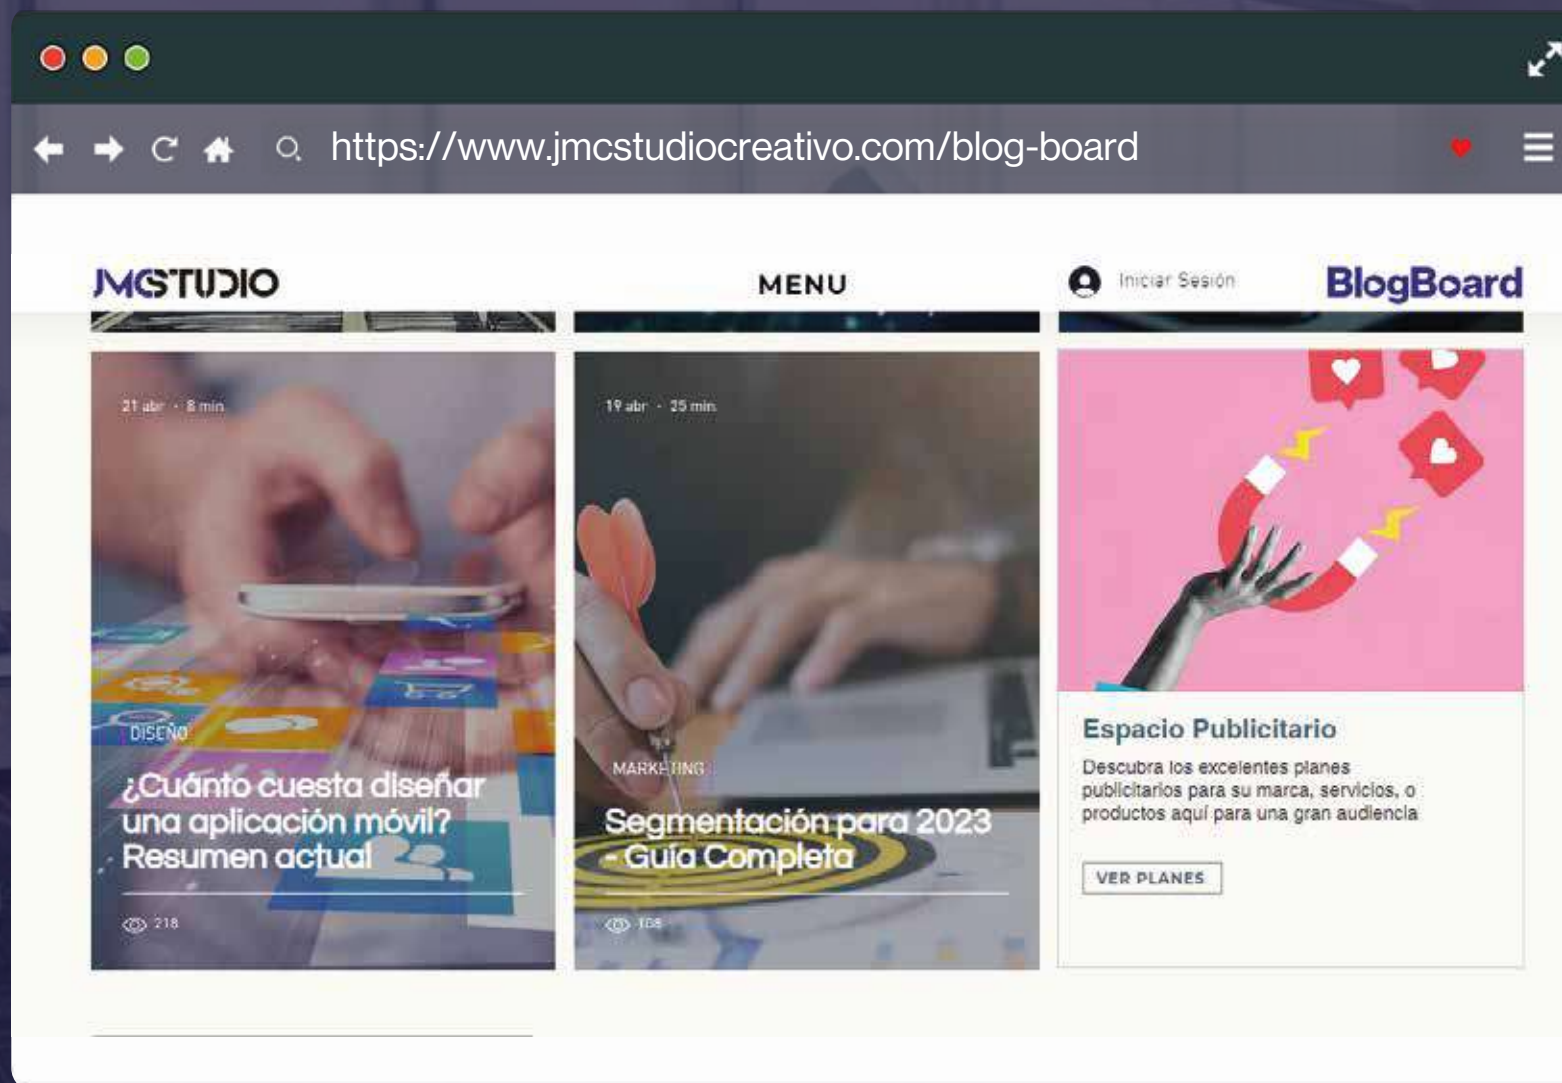 https://www.jmcstudiocreativo.com/blog-board
JMCSTUDIO
MENU
Iniciar Sesión
BlogBoard
21 abr · 8 min.
DISEÑO
¿Cuánto cuesta diseñar
una aplicación móvil?
Resumen actual
218
19 abr · 25 min.
MARKETING
Segmentación para 2023
- Guía Completa
Espacio Publicitario
Descubra los excelentes planes
publicitarios para su marca, servicios, o
productos aquí para una gran audiencia
VER PLANES